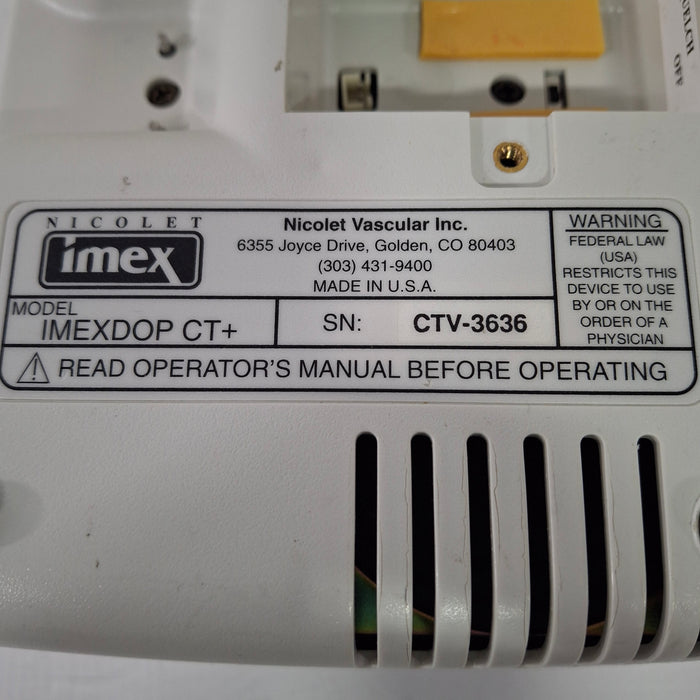 SQUELCH
OFF
NICOLET
imex
Nicolet Vascular Inc.
6355 Joyce Drive, Golden, CO 80403
(303) 431-9400
MADE IN U.S.A.
WARNING
FEDERAL LAW
(USA)
RESTRICTS THIS
DEVICE TO USE
BY OR ON THE
ORDER OF A
PHYSICIAN
MODEL
IMEXDOP CT+
SN: CTV-3636
READ OPERATOR'S MANUAL BEFORE OPERATING